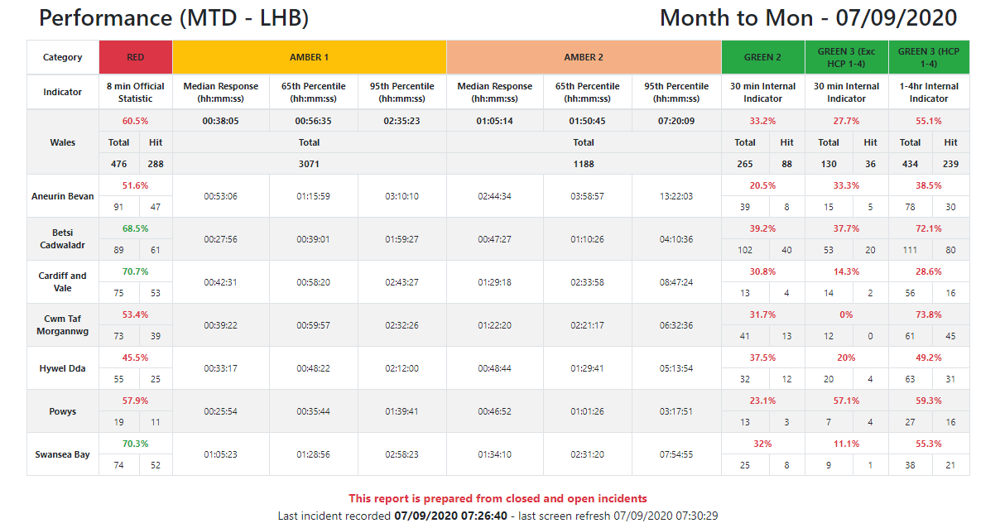 Performance (MTD - LHB) Month to Mon - 07/09/2020
Category RED AMBER 1 AMBER 2 GREEN 2 GREEN 3 (Exc HCP 1-4) GREEN 3 (HCP 1-4)
Indicator 8 min Official Statistic Median Response (hh:mm:ss) 65th Percentile (hh:mm:ss) 95th Percentile (hh:mm:ss) Median Response (hh:mm:ss) 65th Percentile (hh:mm:ss) 95th Percentile (hh:mm:ss) 30 min Internal Indicator 30 min Internal Indicator 1-4hr Internal Indicator
Wales
60.5% 00:38:05 00:56:35 02:35:23 01:05:14 01:50:45 07:20:09 33.2% 27.7% 55.1%
Total Hit Total Total Total Hit Total Hit Total Hit
476 288 3071 1188 265 88 130 36 434 239
Aneurin Bevan
51.6% 00:53:06 01:15:59 03:10:10 02:44:34 03:58:57 13:22:03 20.5% 33.3% 38.5%
91 47 39 8 15 5 78 30
Betsi Cadwaladr
68.5% 00:27:56 00:39:01 01:59:27 00:47:27 01:10:26 04:10:36 39.2% 37.7% 72.1%
89 61 102 40 53 20 111 80
Cardiff and Vale
70.7% 00:42:31 00:58:20 02:43:27 01:29:18 02:33:58 08:47:24 30.8% 14.3% 28.6%
75 53 13 4 14 2 56 16
Cwm Taf Morgannwg
53.4% 00:39:22 00:59:57 02:32:26 01:22:20 02:21:17 06:32:36 31.7% 0% 73.8%
73 39 41 13 12 0 61 45
Hywel Dda
45.5% 00:33:17 00:48:22 02:12:00 00:48:44 01:29:41 05:13:54 37.5% 20% 49.2%
55 25 32 12 20 4 63 31
Powys
57.9% 00:25:54 00:35:44 01:39:41 00:46:52 01:01:26 03:17:51 23.1% 57.1% 59.3%
19 11 13 3 7 4 27 16
Swansea Bay
70.3% 01:05:23 01:28:56 02:58:23 01:34:10 02:31:20 07:54:55 32% 11.1% 55.3%
74 52 25 8 9 1 38 21
This report is prepared from closed and open incidents
Last incident recorded 07/09/2020 07:26:40 - last screen refresh 07/09/2020 07:30:29